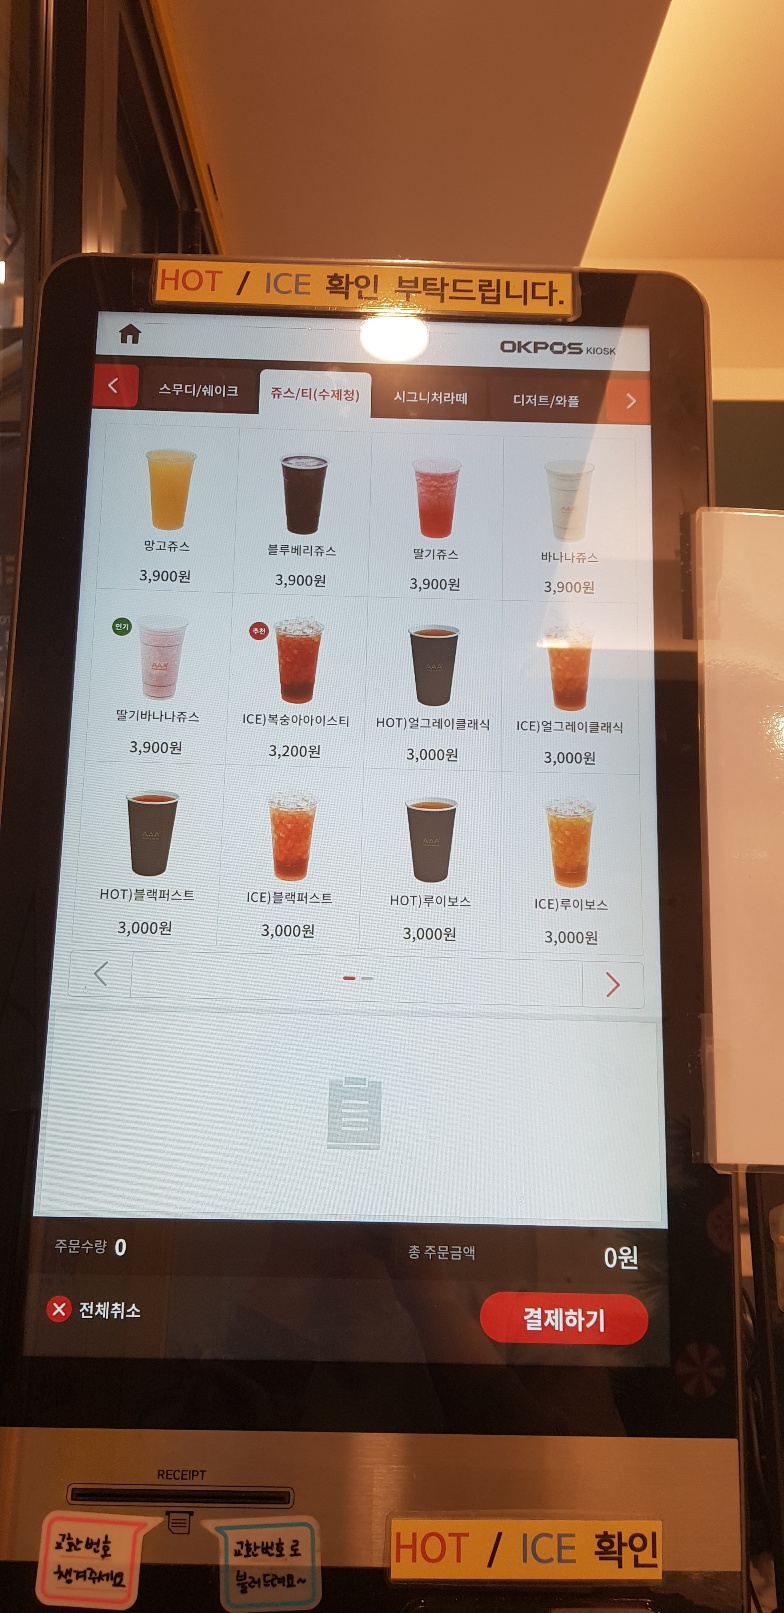 HOT / ICE 확인 부탁드립니다.
OKPOS KIOSK
스무디/쉐이크
쥬스/티(수제청)
시그니처라떼
디저트/와플
망고쥬스
블루베리쥬스
딸기쥬스
바나나쥬스
3,900원
3,900원
3,900원
3,900원
인기
추천
딸기바나나쥬스
ICE)복숭아아이스티
HOT)얼그레이클래식
ICE)얼그레이클래식
3,900원
3,200원
3,000원
3,000원
HOT)블랙퍼스트
ICE)블랙퍼스트
HOT)루이보스
ICE)루이보스
3,000원
3,000원
3,000원
3,000원
주문수량 0
총 주문금액
0원
전체취소
결제하기
RECEIPT
교환번호
챙겨주세요
교환번호로
불러드려요~
HOT / ICE 확인